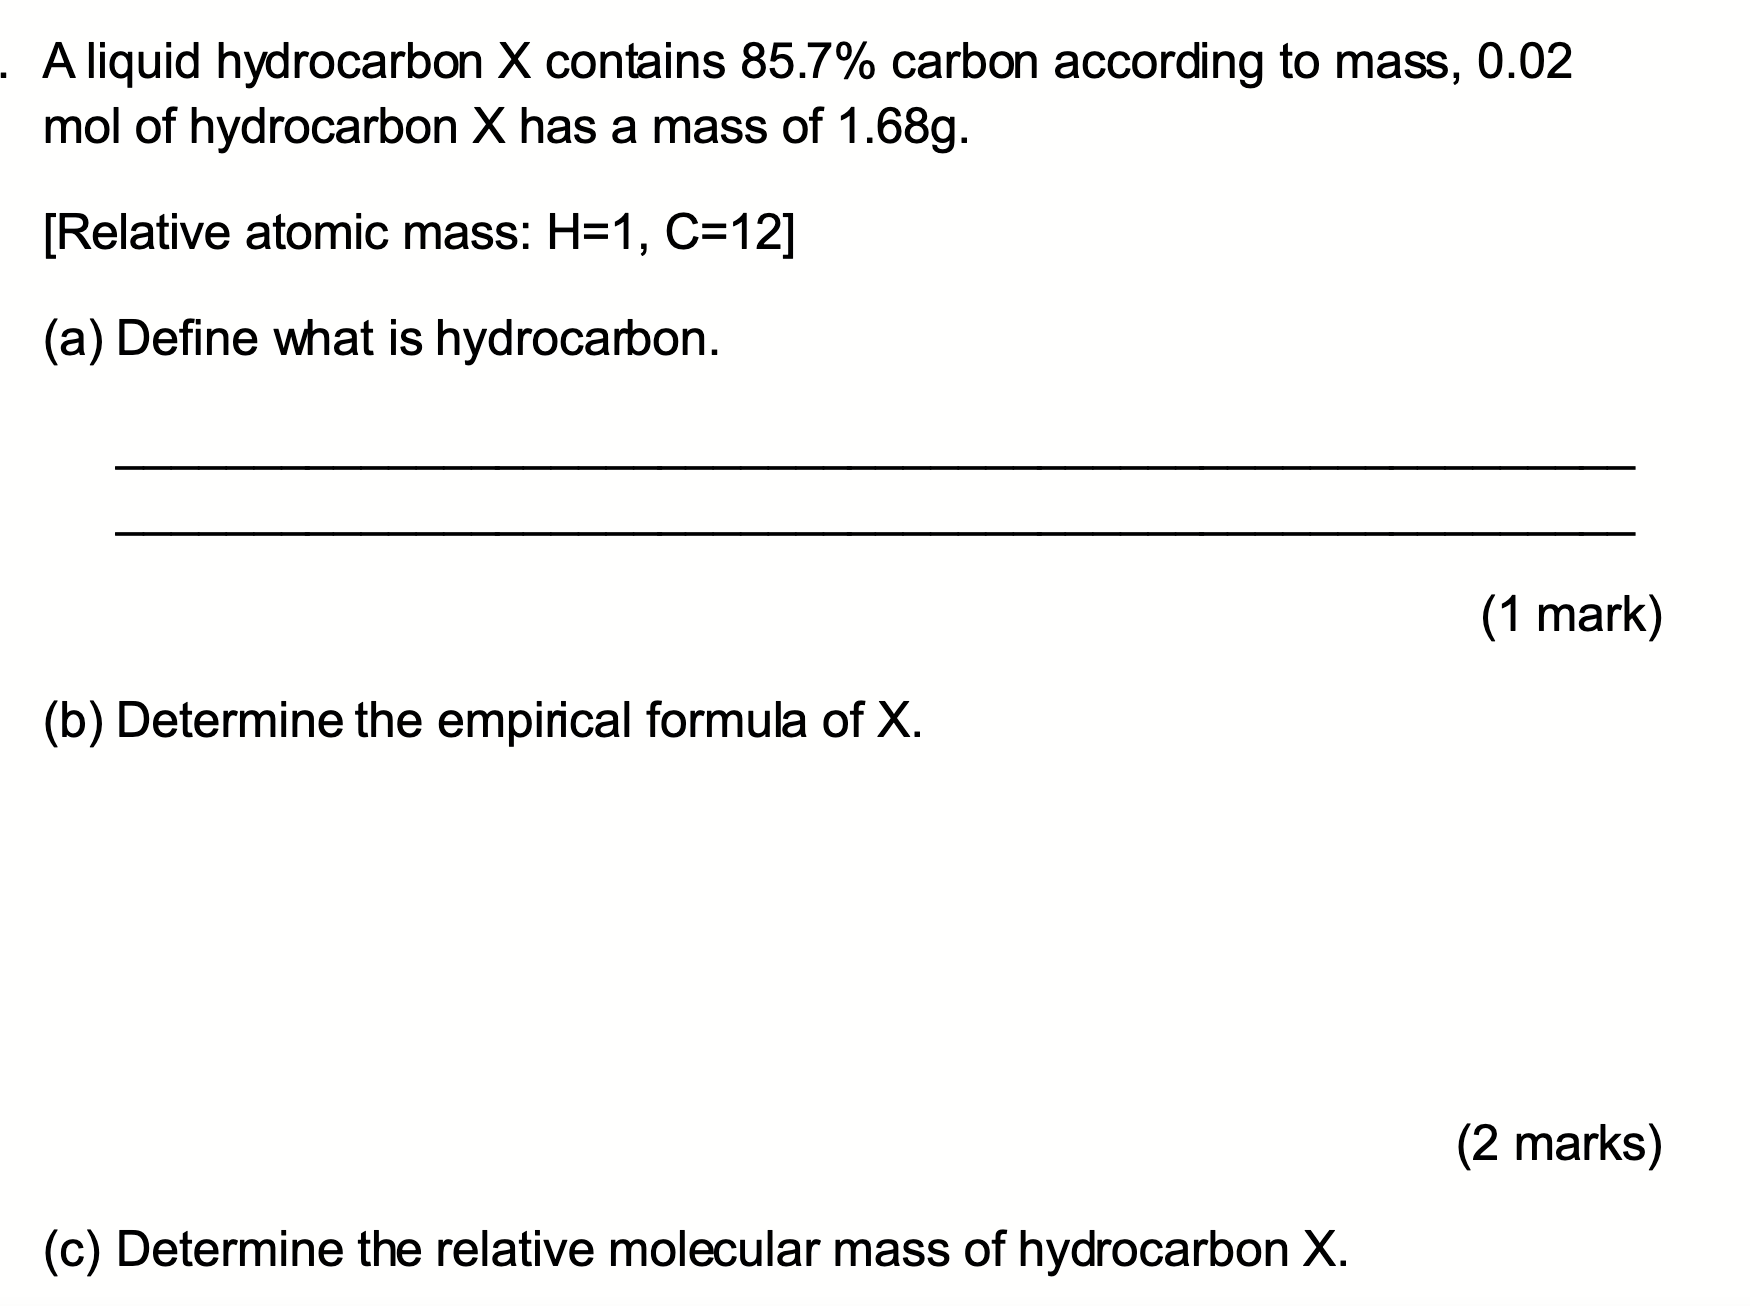 . A liquid hydrocarbon X contains 85.7% carbon according to mass, 0.02
mol of hydrocarbon X has a mass of 1.68g.
[Relative atomic mass: H=1, C=12]
(a) Define what is hydrocarbon.
(1 mark)
(b) Determine the empirical formula of X.
(2 marks)
(c) Determine the relative molecular mass of hydrocarbon X.